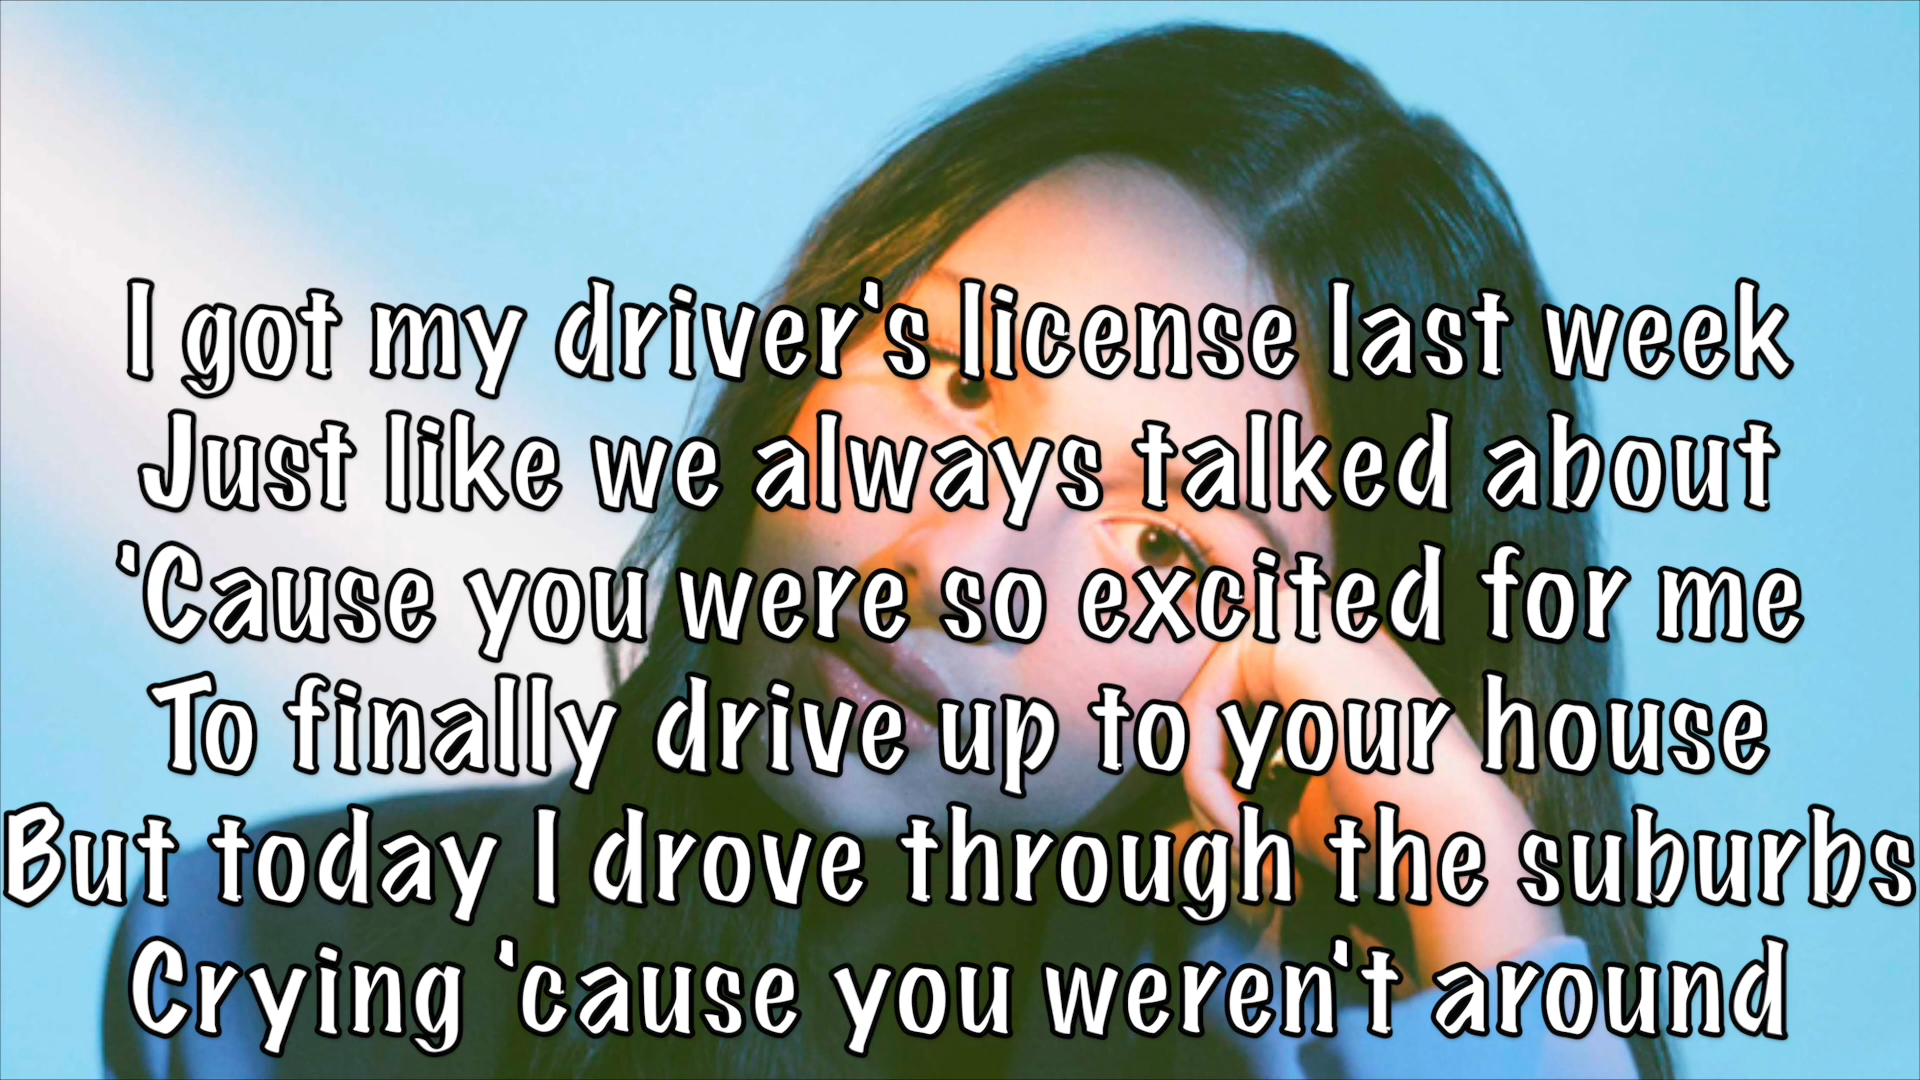 I got my driver's license last week
Just like we always talked about
‘Cause you were so excited for me
To finally drive up to your house
But today I drove through the suburbs
Crying ‘cause you weren't around